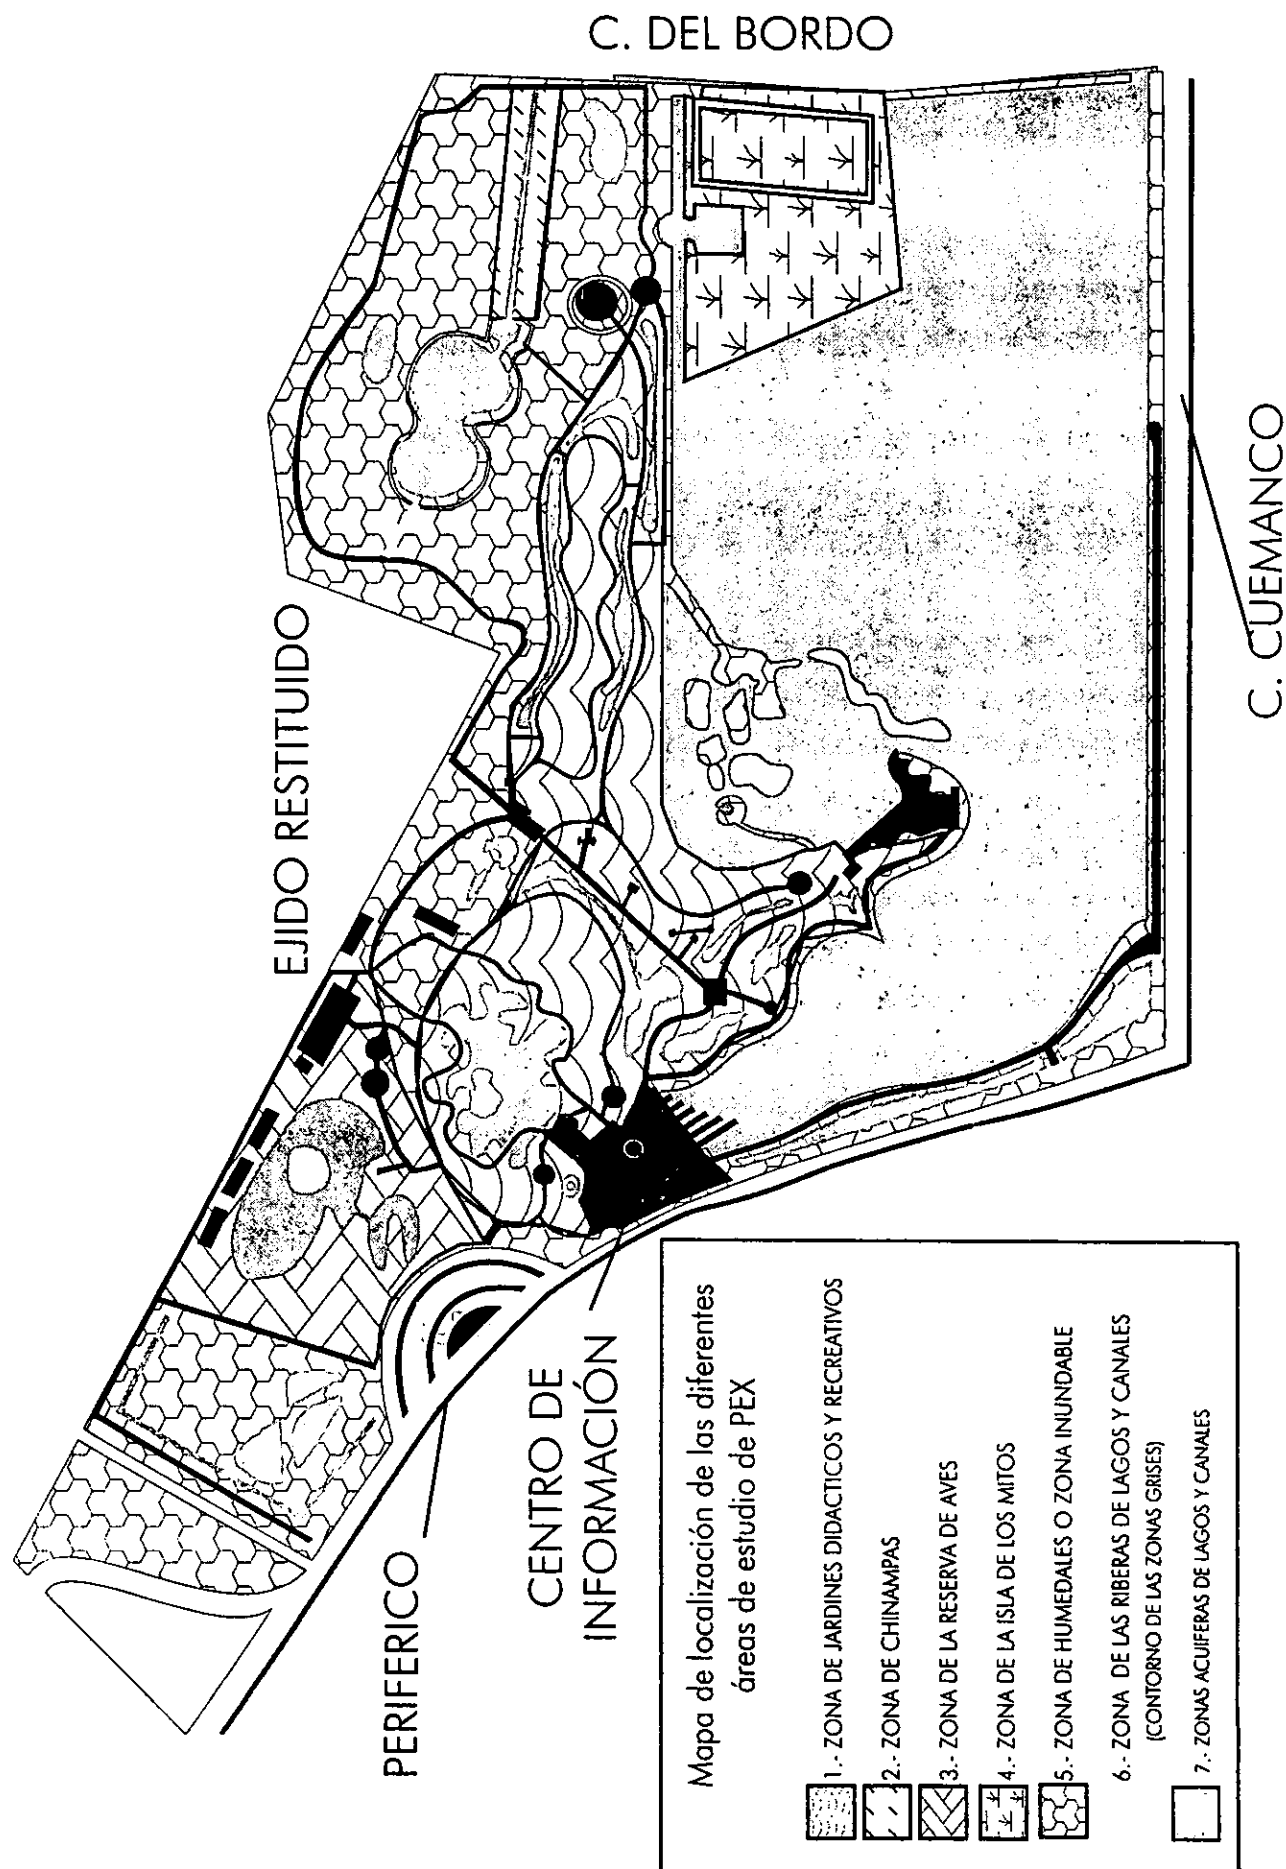 C. DEL BORDO
EJIDO RESTITUIDO
C. CUEMANCO
PERIFERICO
CENTRO DE
INFORMACIÓN
Mapa de localización de las diferentes
áreas de estudio de PEX
1.- ZONA DE JARDINES DIDACTICOS Y RECREATIVOS
2.- ZONA DE CHINAMPAS
3.- ZONA DE LA RESERVA DE AVES
4.- ZONA DE LA ISLA DE LOS MITOS
5.- ZONA DE HUMEDALES O ZONA INUNDABLE
6.- ZONA DE LAS RIBERAS DE LAGOS Y CANALES
(CONTORNO DE LAS ZONAS GRISES)
7.- ZONAS ACUIFERAS DE LAGOS Y CANALES